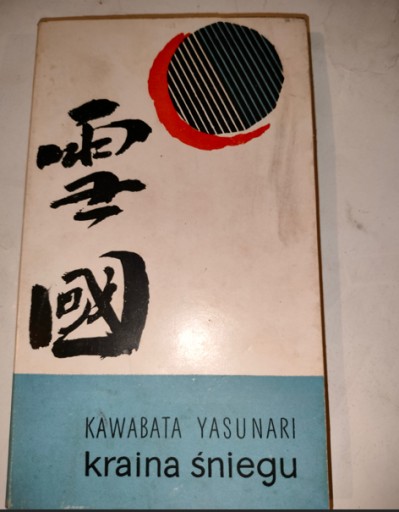 雪
國
KAWABATA YASUNARI
kraina śniegu